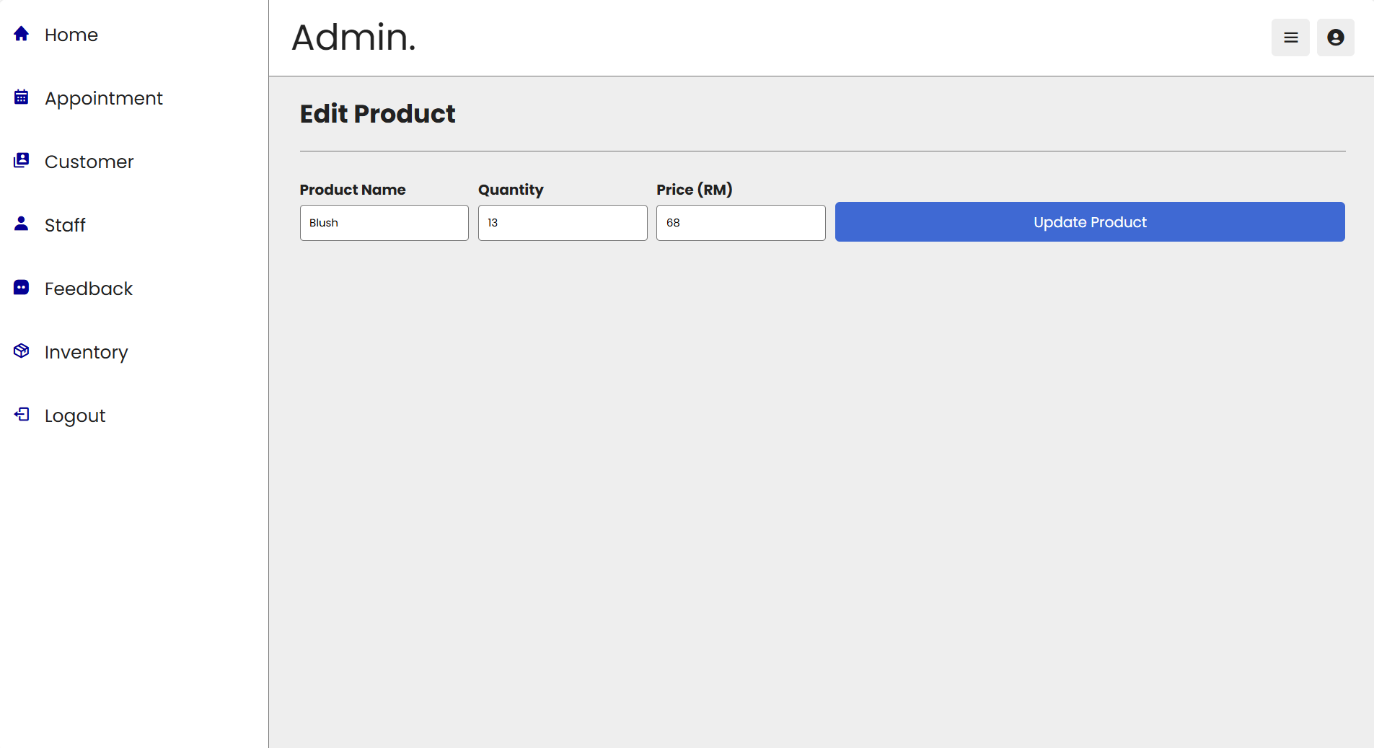 Home
Appointment
Customer
Staff
Feedback
Inventory
Logout
Admin.
Edit Product
Product Name Quantity Price (RM)
Blush 13 68 Update Product